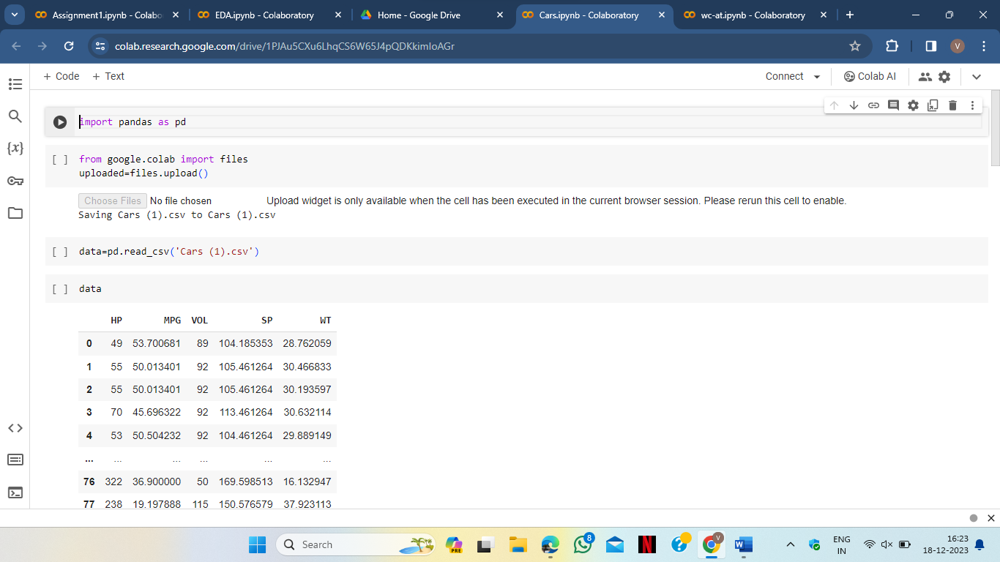 Assignment1.ipynb - Colabo
EDA.ipynb - Colaboratory
Home - Google Drive
Cars.ipynb - Colaboratory
wc-at.ipynb - Colaboratory
colab.research.google.com/drive/1PJAu5CXu6LhqCS6W65J4pQDKkimIoAGr
V
+ Code + Text
Connect
Colab AI
import pandas as pd
[ ] from google.colab import files
uploaded=files.upload()
Choose Files No file chosen Upload widget is only available when the cell has been executed in the current browser session. Please rerun this cell to enable.
Saving Cars (1).csv to Cars (1).csv
[ ] data=pd.read_csv('Cars (1).csv')
[ ] data
HP MPG VOL SP WT
0 49 53.700681 89 104.185353 28.762059
1 55 50.013401 92 105.461264 30.466833
2 55 50.013401 92 105.461264 30.193597
3 70 45.696322 92 113.461264 30.632114
4 53 50.504232 92 104.461264 29.889149
... ... ... ... ... ...
76 322 36.900000 50 169.598513 16.132947
77 238 19.197888 115 150.576579 37.923113
{x}
Search
PRE
8
N
V
W
ENG
IN
16:23
18-12-2023